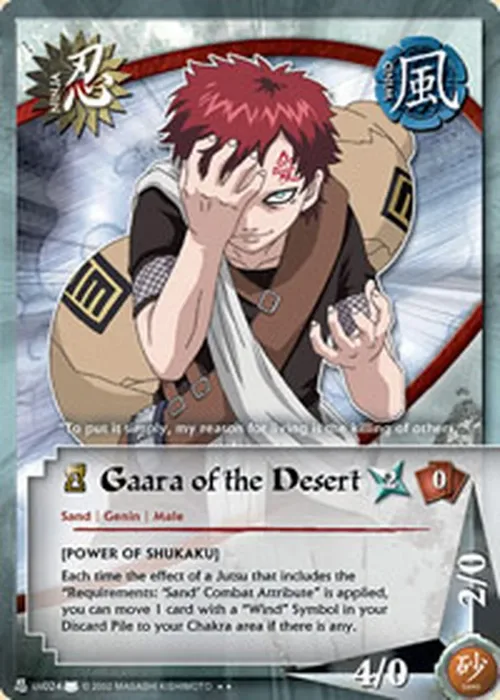 NINJA 忍
風
"To put it simply, my reason for living is the killing of others."
Gaara of the Desert 2 0
Sand | Genin | Male
[POWER OF SHUKAKU]
Each time the effect of a Jutsu that includes the
"Requirements: 'Sand' Combat Attribute" is applied,
you can move 1 card with a "Wind" Symbol in your
Discard Pile to your Chakra area if there is any.
2/0
4/0
砂
© 2002 MASASHI KISHIMOTO